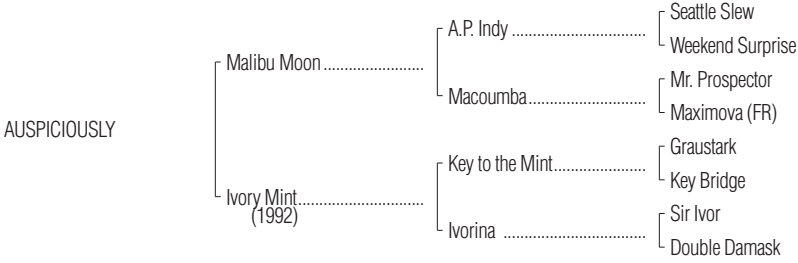 Seattle Slew
A.P. Indy ..............................
Weekend Surprise
Malibu Moon ......................
Mr. Prospector
Macoumba..........................
Maximova (FR)
AUSPICIOUSLY
Graustark
Key to the Mint.....................
Key Bridge
Ivory Mint...........................
(1992)
Sir Ivor
Ivorina ................................
Double Damask